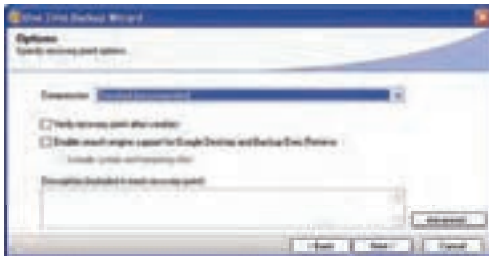 One Time Backup Wizard
Options
Specify recovery point options.
Compression: Standard (recommended)
Verify recovery point after creation
Enable search engine support for Google Desktop and Backup Exec Retrieve
Include system and temporary files
Description (included in each recovery point):
Advanced
< Back
Next >
Cancel